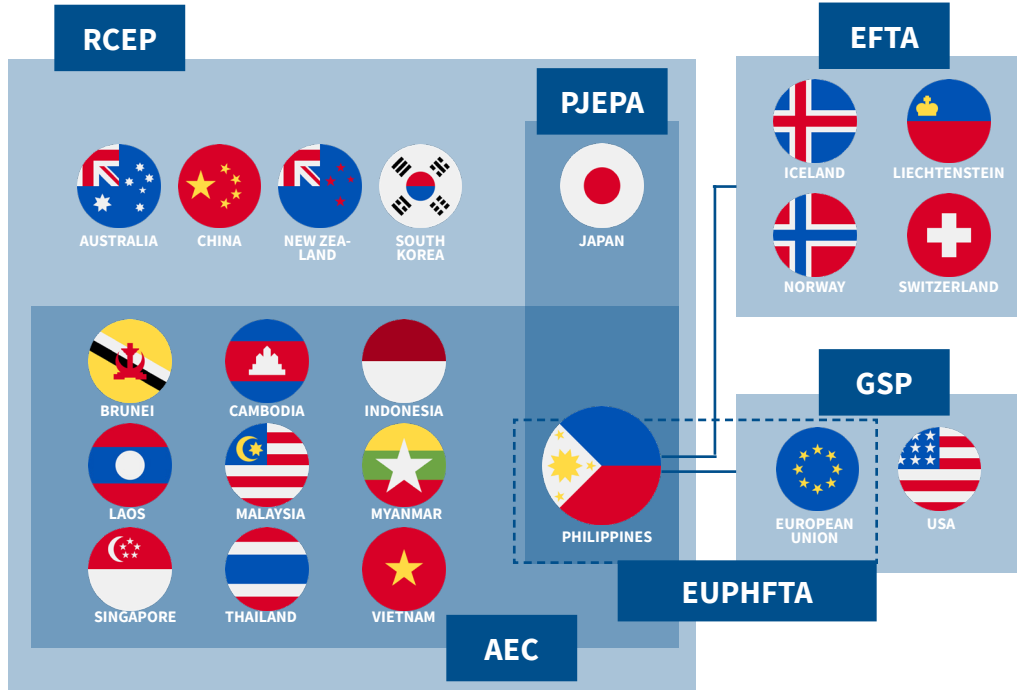 RCEP
PJEPA
AUSTRALIA
CHINA
NEW ZEA-
LAND
SOUTH
KOREA
JAPAN
BRUNEI
CAMBODIA
INDONESIA
LAOS
MALAYSIA
MYANMAR
SINGAPORE
THAILAND
VIETNAM
PHILIPPINES
AEC
EFTA
ICELAND
LIECHTENSTEIN
NORWAY
SWITZERLAND
GSP
EUROPEAN
UNION
USA
EUPHFTA